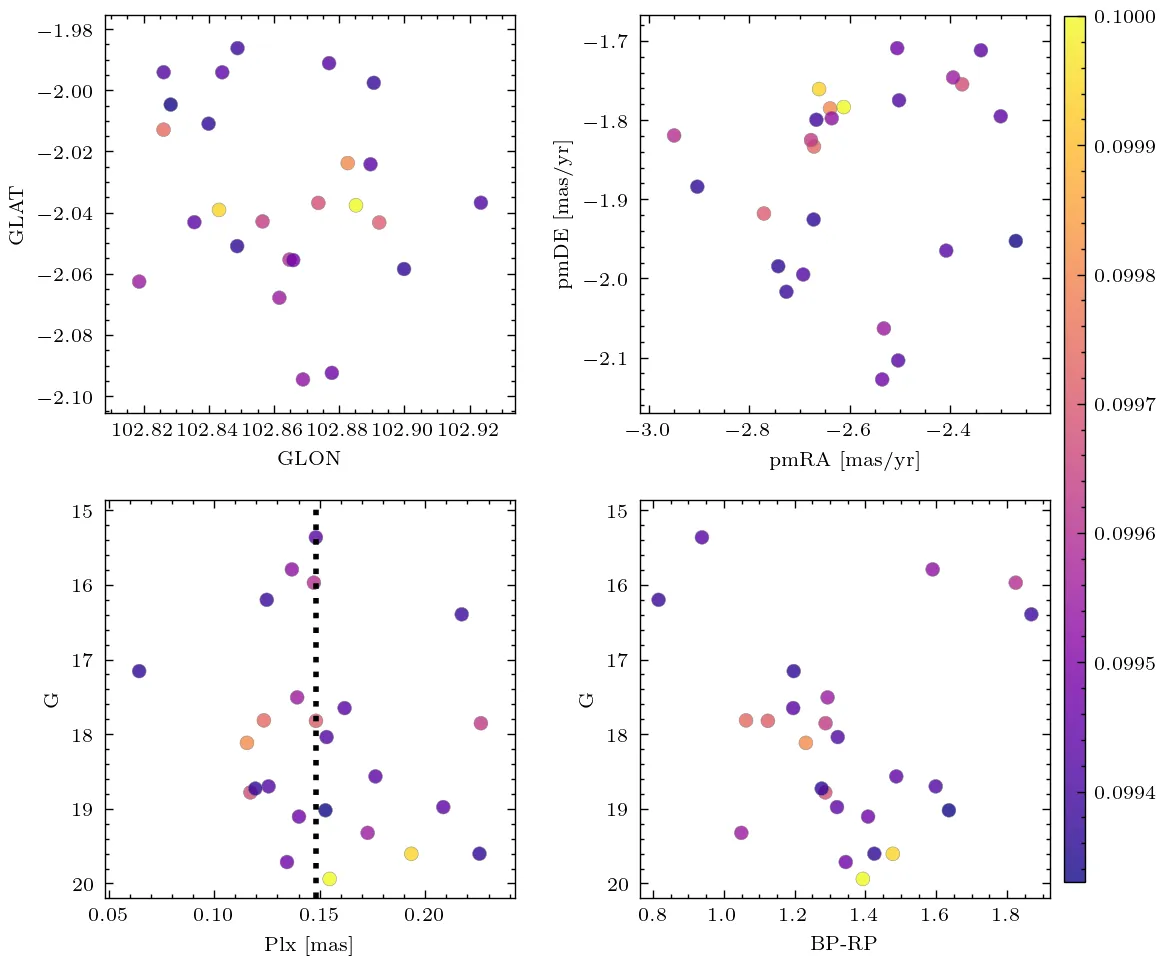 −1.98
−2.00
−2.02
−2.04
−2.06
−2.08
−2.10
GLAT
102.82 102.84 102.86 102.88 102.90 102.92
GLON
−1.7
−1.8
−1.9
−2.0
−2.1
pmDE [mas/yr]
−3.0 −2.8 −2.6 −2.4
pmRA [mas/yr]
0.1000
0.0999
0.0998
0.0997
0.0996
0.0995
0.0994
15
16
17
18
19
20
G
0.05 0.10 0.15 0.20
Plx [mas]
15
16
17
18
19
20
G
0.8 1.0 1.2 1.4 1.6 1.8
BP-RP